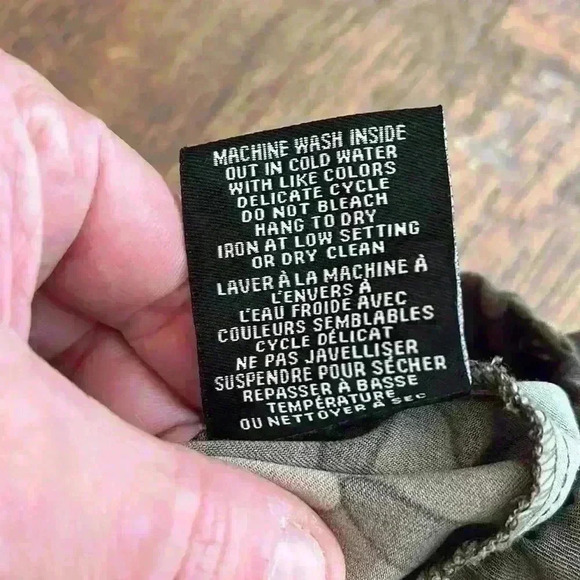 MACHINE WASH INSIDE
OUT IN COLD WATER
WITH LIKE COLORS
DELICATE CYCLE
DO NOT BLEACH
HANG TO DRY
IRON AT LOW SETTING
OR DRY CLEAN
LAVER À LA MACHINE À
L'ENVERS À
L'EAU FROIDE AVEC
COULEURS SEMBLABLES
CYCLE DÉLICAT
NE PAS JAVELLISER
SUSPENDRE POUR SÉCHER
REPASSER À BASSE
TEMPÉRATURE
OU NETTOYER À SEC